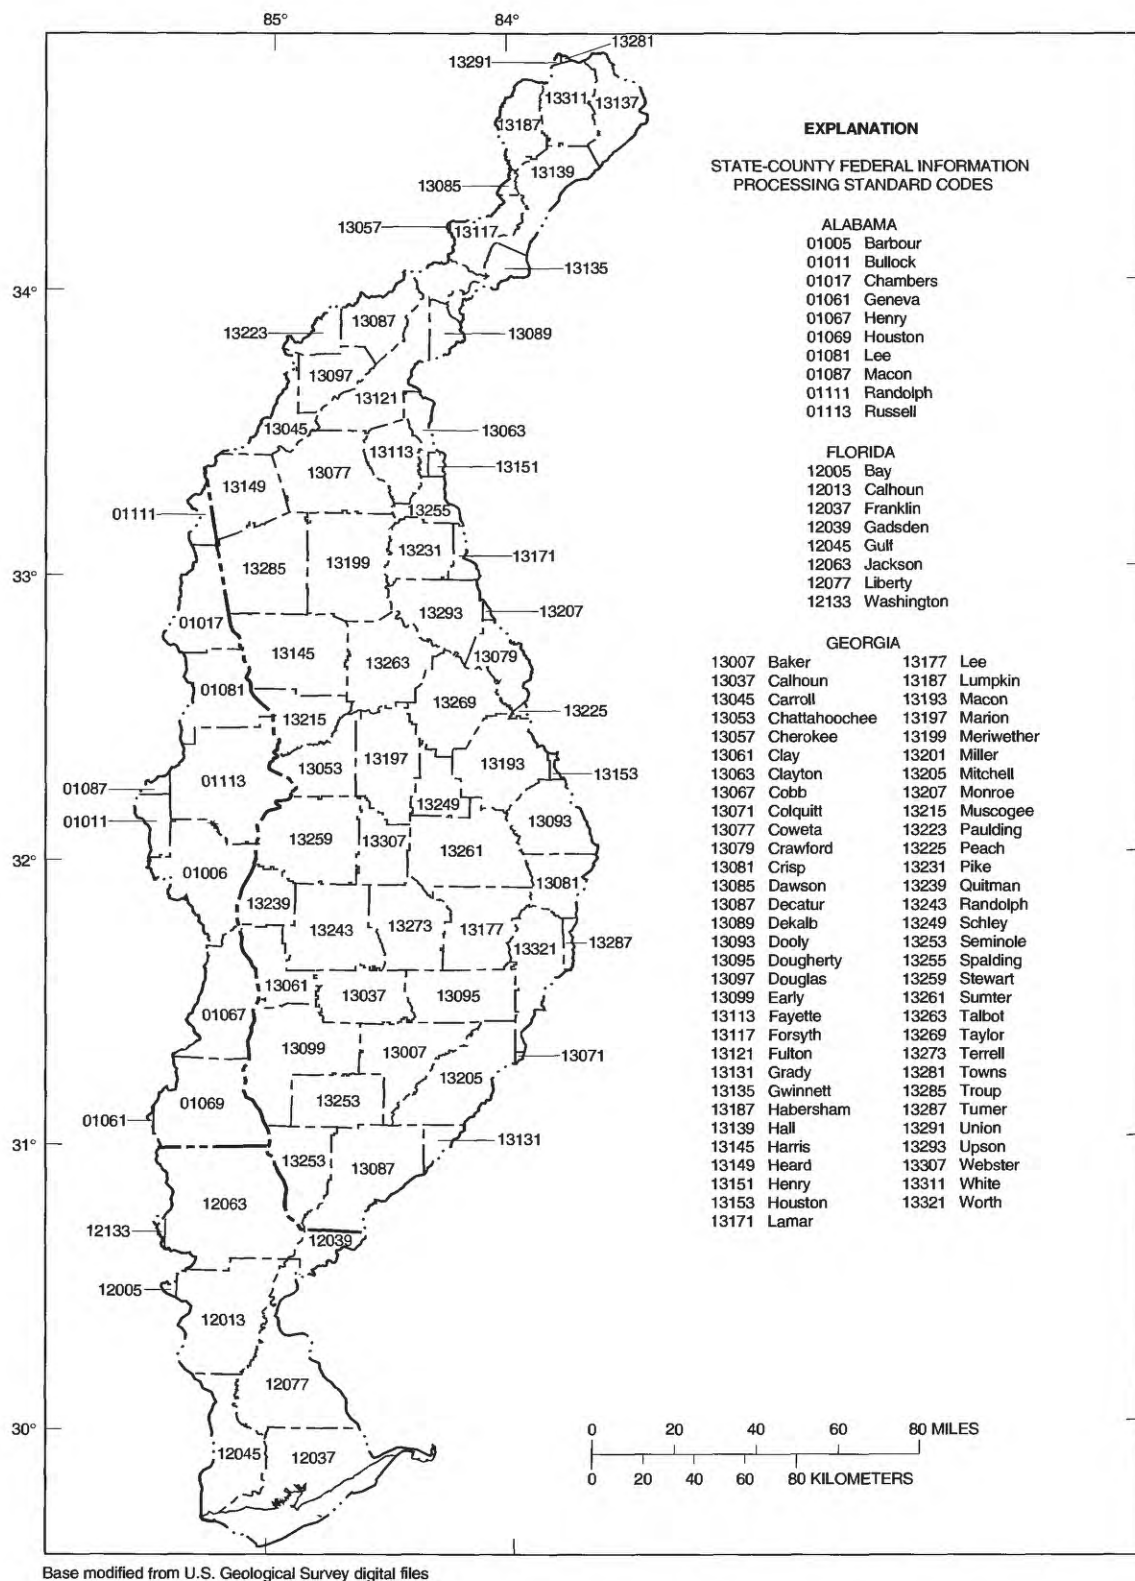 85° 84°
13281
13291
13311 13137
13187
13139
13085
13057 13117
13135
34°
13087
13223 13089
13097
13121
13045 13063
13113
13077 13151
13149
01111 13255
13231 13171
13285 13199
33°
13293 13207
01017
13145 13079
13263
01081
13269
13225
13215
13197 13193
13053 13153
01113
01087
13249
01011 13093
13259 13307
13261
32°
01006
13081
13239
13243 13273 13177
13321 13287
13061
13037 13095
01067
13099 13007 13071
13205
01069 13253
01061
31°
13131
13253 13087
12063
12133
12039
12005
12013
12077
30°
12045 12037
EXPLANATION
STATE-COUNTY FEDERAL INFORMATION
PROCESSING STANDARD CODES
ALABAMA
01005 Barbour
01011 Bullock
01017 Chambers
01061 Geneva
01067 Henry
01069 Houston
01081 Lee
01087 Macon
01111 Randolph
01113 Russell
FLORIDA
12005 Bay
12013 Calhoun
12037 Franklin
12039 Gadsden
12045 Gulf
12063 Jackson
12077 Liberty
12133 Washington
GEORGIA
13007 Baker 13177 Lee
13037 Calhoun 13187 Lumpkin
13045 Carroll 13193 Macon
13053 Chattahoochee 13197 Marion
13057 Cherokee 13199 Meriwether
13061 Clay 13201 Miller
13063 Clayton 13205 Mitchell
13067 Cobb 13207 Monroe
13071 Colquitt 13215 Muscogee
13077 Coweta 13223 Paulding
13079 Crawford 13225 Peach
13081 Crisp 13231 Pike
13085 Dawson 13239 Quitman
13087 Decatur 13243 Randolph
13089 Dekalb 13249 Schley
13093 Dooly 13253 Seminole
13095 Dougherty 13255 Spalding
13097 Douglas 13259 Stewart
13099 Early 13261 Sumter
13113 Fayette 13263 Talbot
13117 Forsyth 13269 Taylor
13121 Fulton 13273 Terrell
13131 Grady 13281 Towns
13135 Gwinnett 13285 Troup
13187 Habersham 13287 Turner
13139 Hall 13291 Union
13145 Harris 13293 Upson
13149 Heard 13307 Webster
13151 Henry 13311 White
13153 Houston 13321 Worth
13171 Lamar
0 20 40 60 80 MILES
0 20 40 60 80 KILOMETERS
Base modified from U.S. Geological Survey digital files